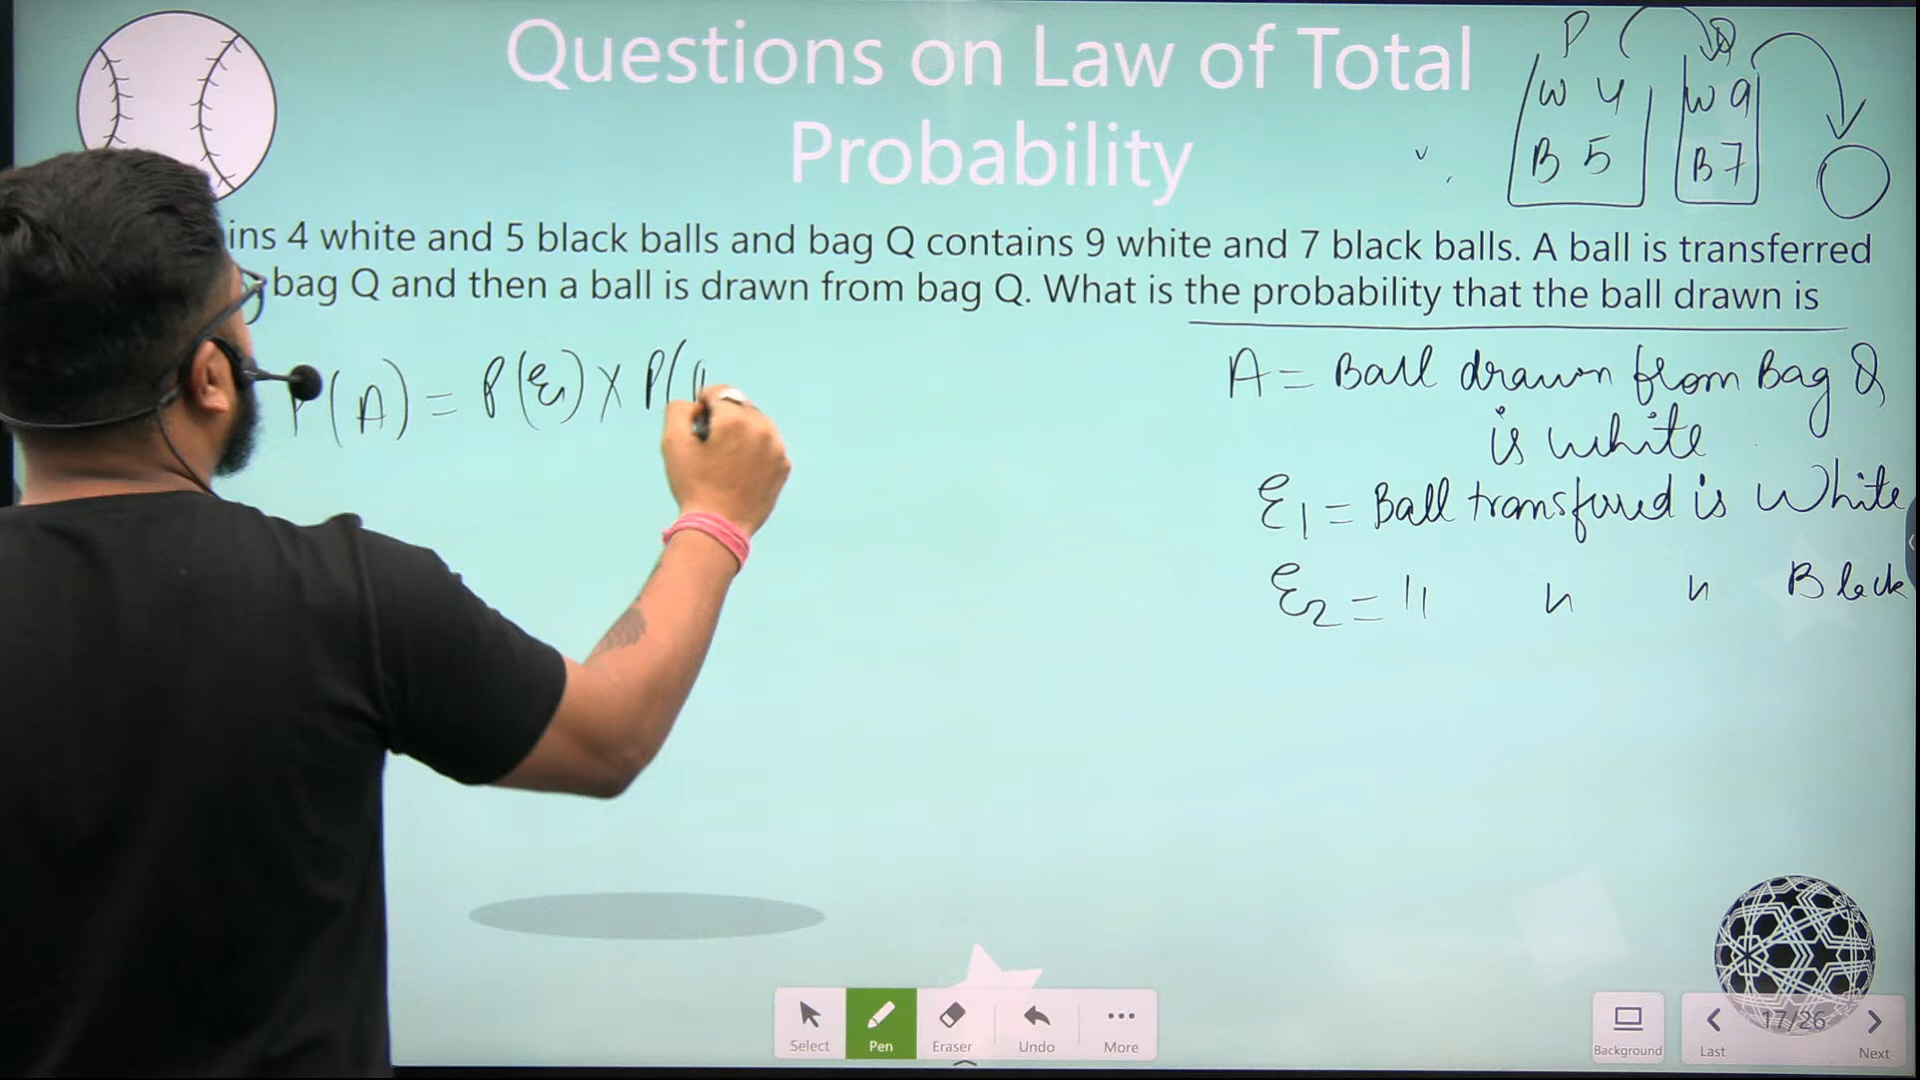 Questions on Law of Total
Probability
P Q
W 4 W 9
B 5 B 7
ins 4 white and 5 black balls and bag Q contains 9 white and 7 black balls. A ball is transferred
bag Q and then a ball is drawn from bag Q. What is the probability that the ball drawn is
P(A) = P(E1) X P(
A = Ball drawn from Bag Q
is white
E1 = Ball transfured is White
E2 = 11 n n Black
Select Pen Eraser Undo More
Background Last 17/26 Next